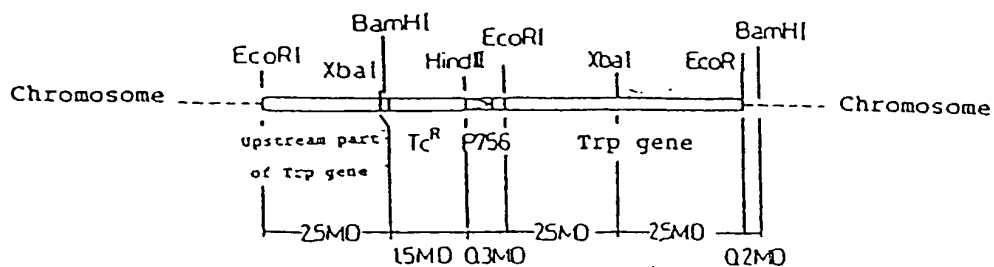 BamHI
EcoRI
BamHI
EcoRI
XbaI
HindIII
XbaI
EcoR
Chromosome
Chromosome
Upstream part
of Trp gene
Tc^R
P756
Trp gene
2.5MD
1.5MD
0.3MD
2.5MD
2.5MD
0.2MD